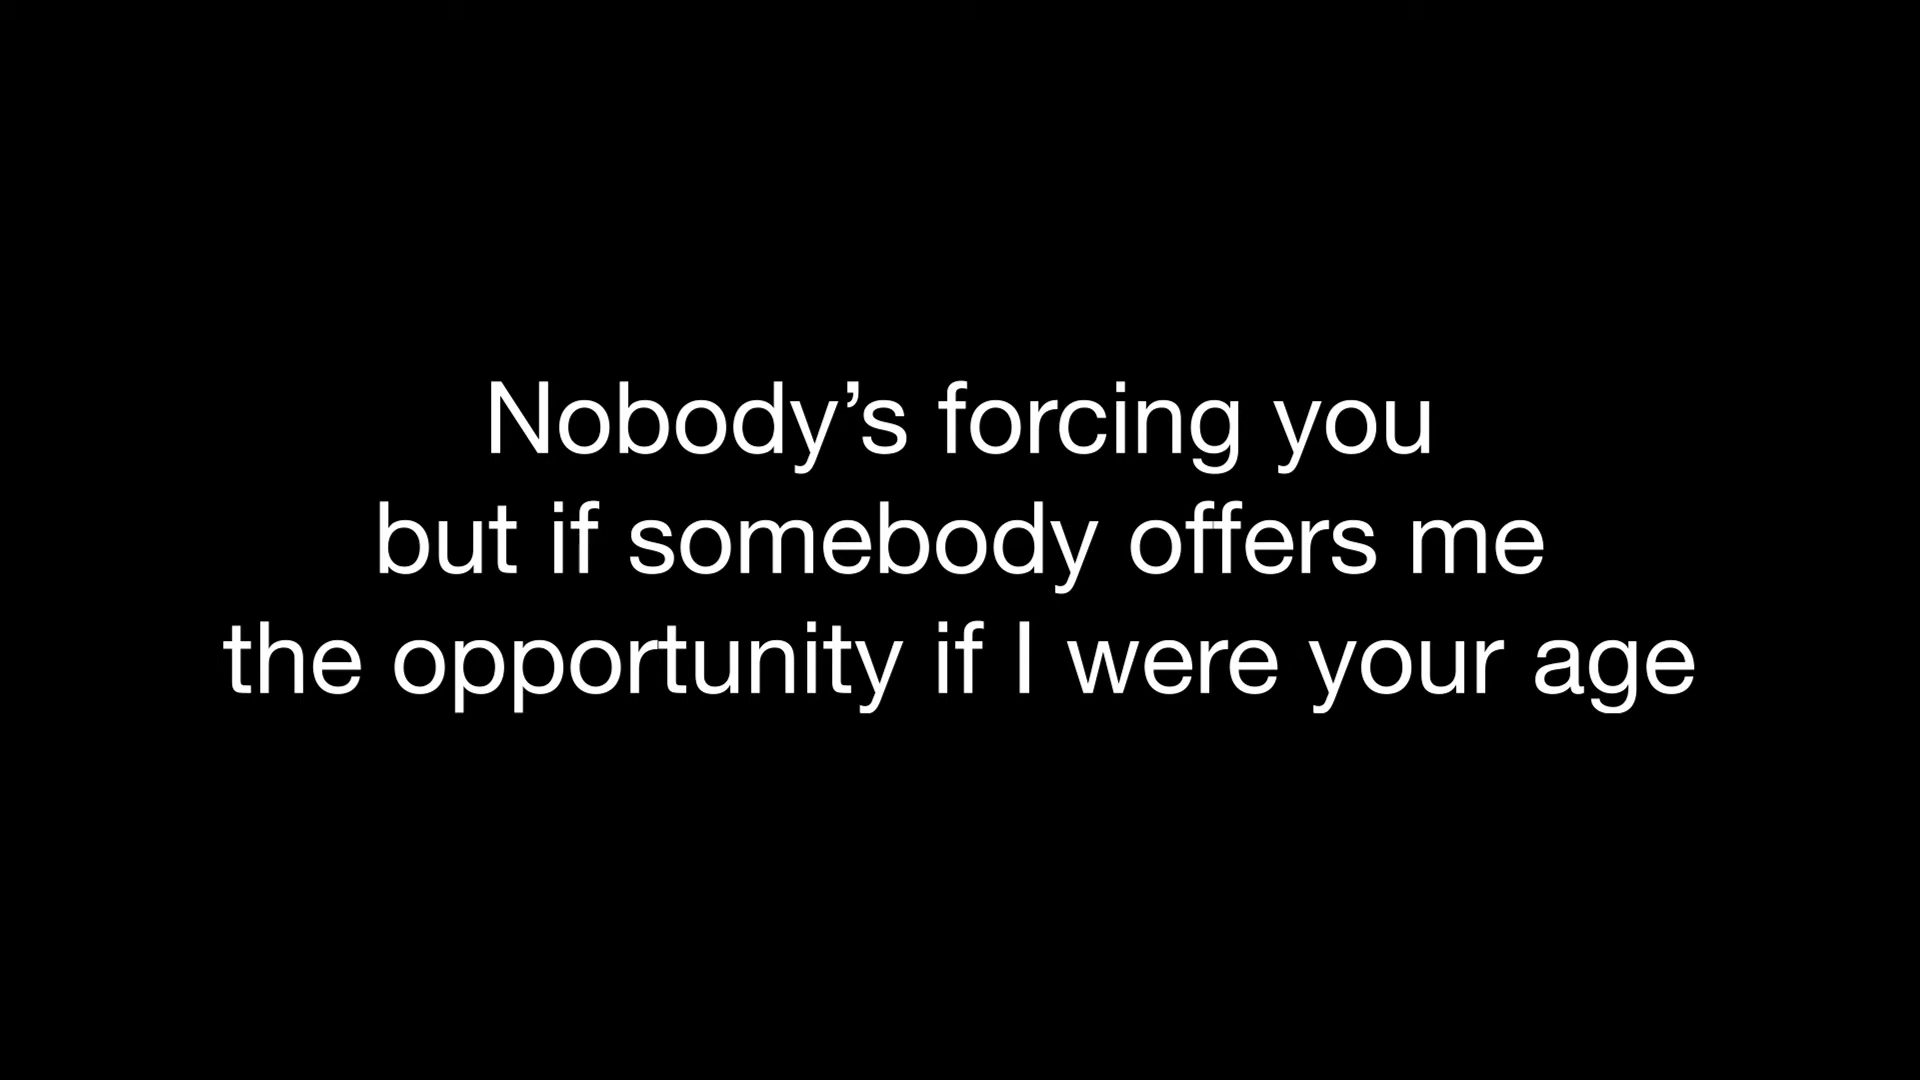 Nobody’s forcing you
but if somebody offers me
the opportunity if I were your age